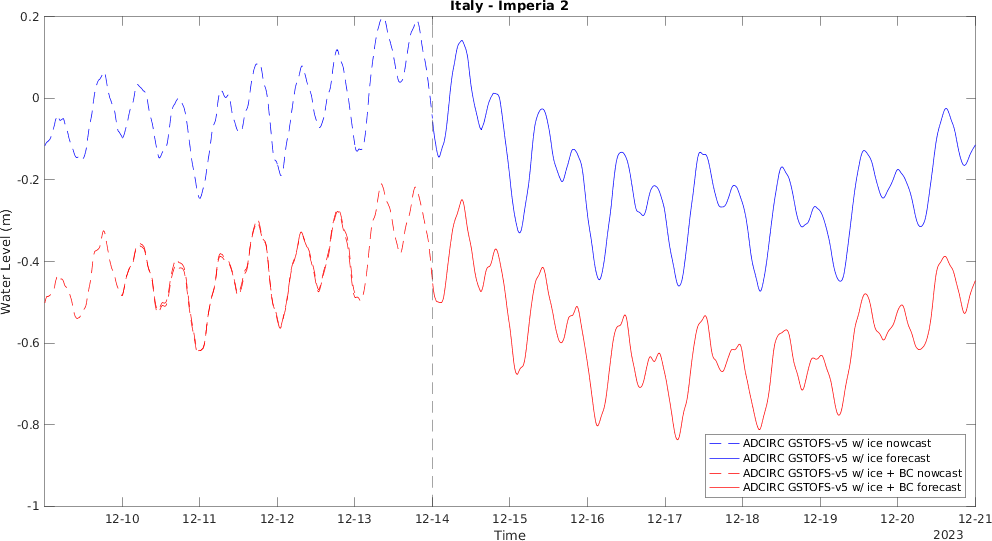 Italy - Imperia 2
Water Level (m)
0.2
0
-0.2
-0.4
-0.6
-0.8
-1
12-10 12-11 12-12 12-13 12-14 12-15 12-16 12-17 12-18 12-19 12-20 12-21
Time
2023
ADCIRC GSTOFS-v5 w/ ice nowcast
ADCIRC GSTOFS-v5 w/ ice forecast
ADCIRC GSTOFS-v5 w/ ice + BC nowcast
ADCIRC GSTOFS-v5 w/ ice + BC forecast